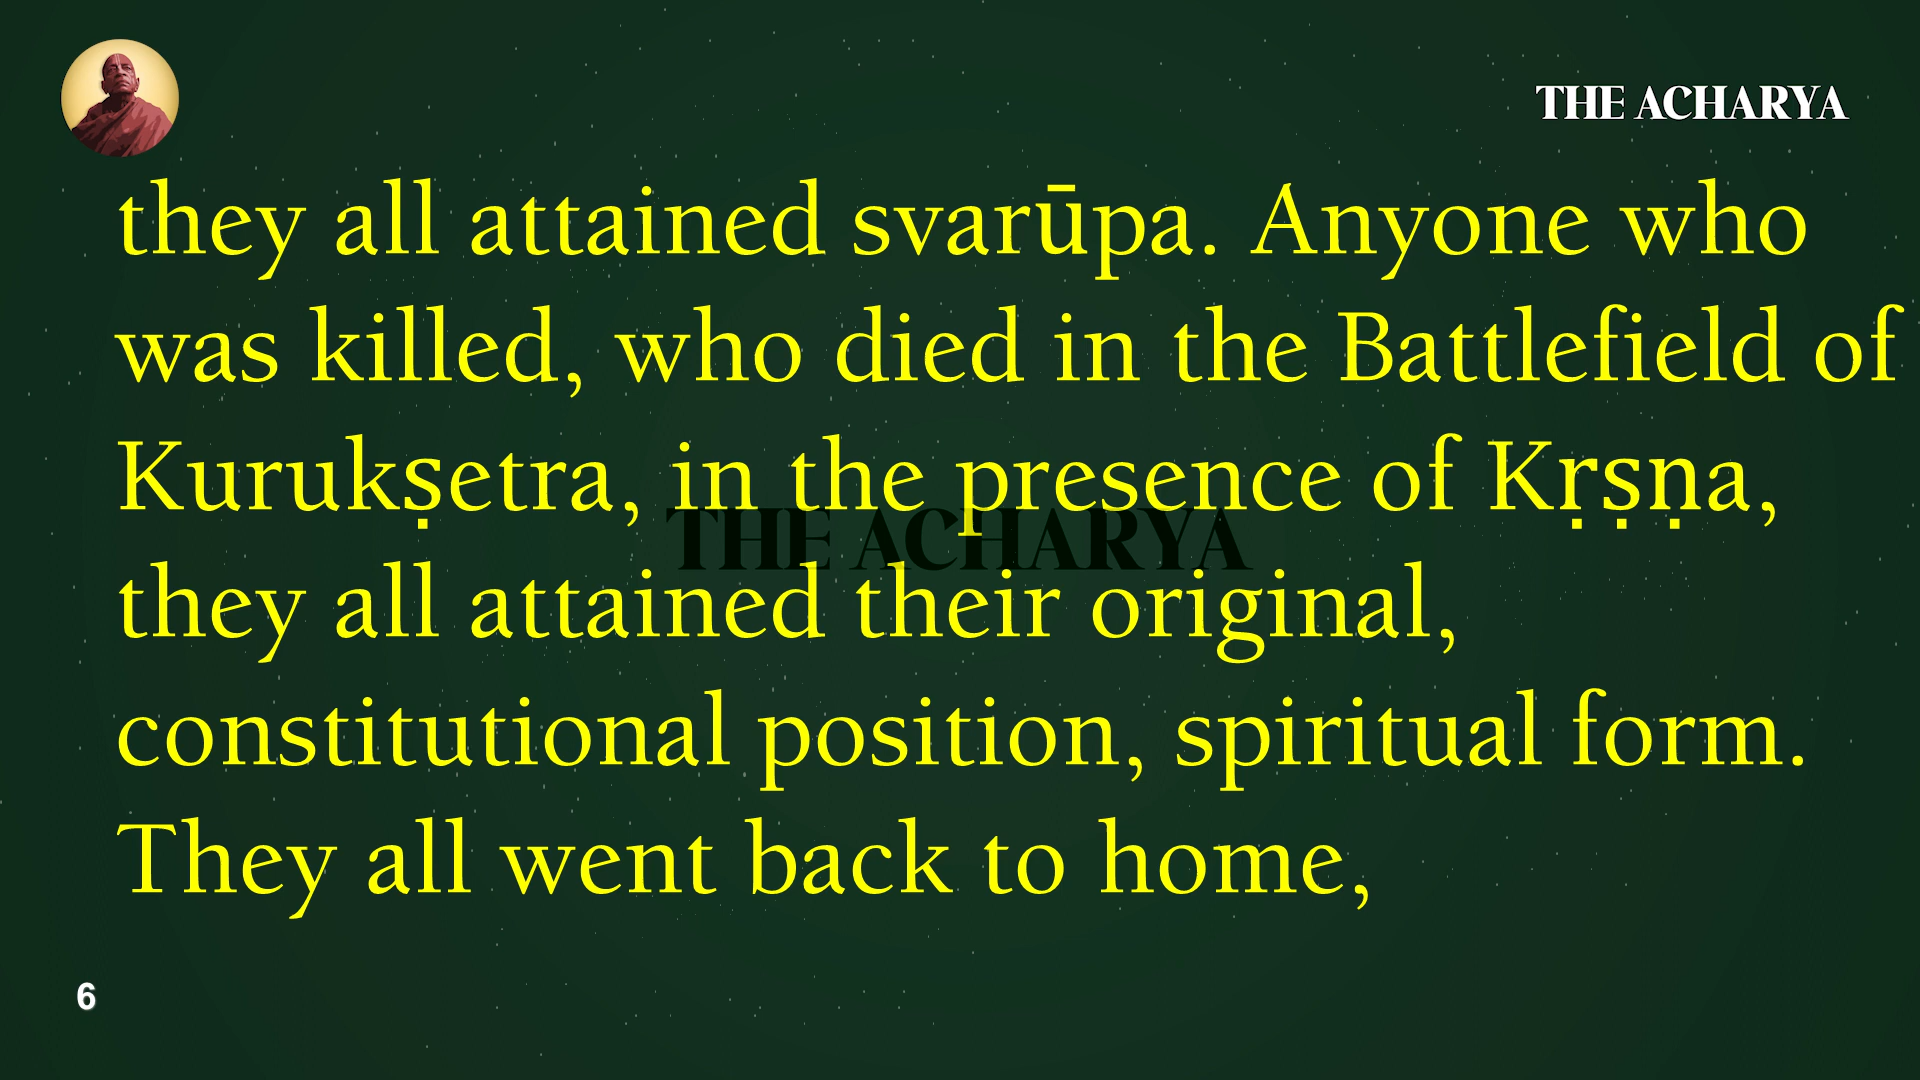 THE ACHARYA
they all attained svarūpa. Anyone who
was killed, who died in the Battlefield of
Kurukṣetra, in the presence of Kṛṣṇa,
THE ACHARYA
they all attained their original,
constitutional position, spiritual form.
They all went back to home,
6